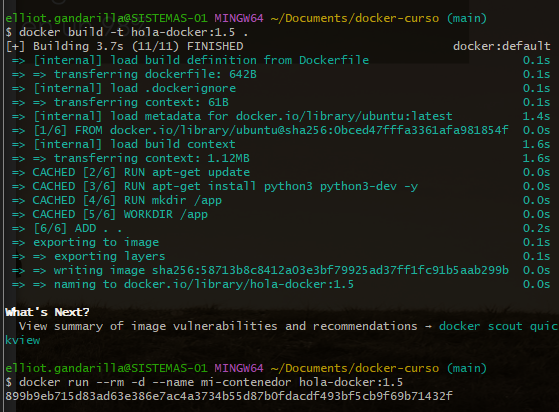 elliot.gandarilla@SISTEMAS-01 MINGW64 ~/Documents/docker-curso (main)
$ docker build -t hola-docker:1.5 .
[+] Building 3.7s (11/11) FINISHED docker:default
=> [internal] load build definition from Dockerfile 0.1s
=> => transferring dockerfile: 642B 0.1s
=> [internal] load .dockerignore 0.1s
=> => transferring context: 61B 0.1s
=> [internal] load metadata for docker.io/library/ubuntu:latest 1.4s
=> [1/6] FROM docker.io/library/ubuntu@sha256:0bced47fffa3361afa981854f 0.0s
=> [internal] load build context 1.6s
=> => transferring context: 1.12MB 1.6s
=> CACHED [2/6] RUN apt-get update 0.0s
=> CACHED [3/6] RUN apt-get install python3 python3-dev -y 0.0s
=> CACHED [4/6] RUN mkdir /app 0.0s
=> CACHED [5/6] WORKDIR /app 0.0s
=> [6/6] ADD . . 0.2s
=> exporting to image 0.1s
=> => exporting layers 0.1s
=> => writing image sha256:58713b8c8412a03e3bf79925ad37ff1fc91b5aab299b 0.0s
=> => naming to docker.io/library/hola-docker:1.5 0.0s
What's Next?
View summary of image vulnerabilities and recommendations → docker scout quic
kview
elliot.gandarilla@SISTEMAS-01 MINGW64 ~/Documents/docker-curso (main)
$ docker run --rm -d --name mi-contenedor hola-docker:1.5
899b9eb715d83ad63e386e7ac4a3734b55d87b0fdacdf493bf5cb9f69b71432f